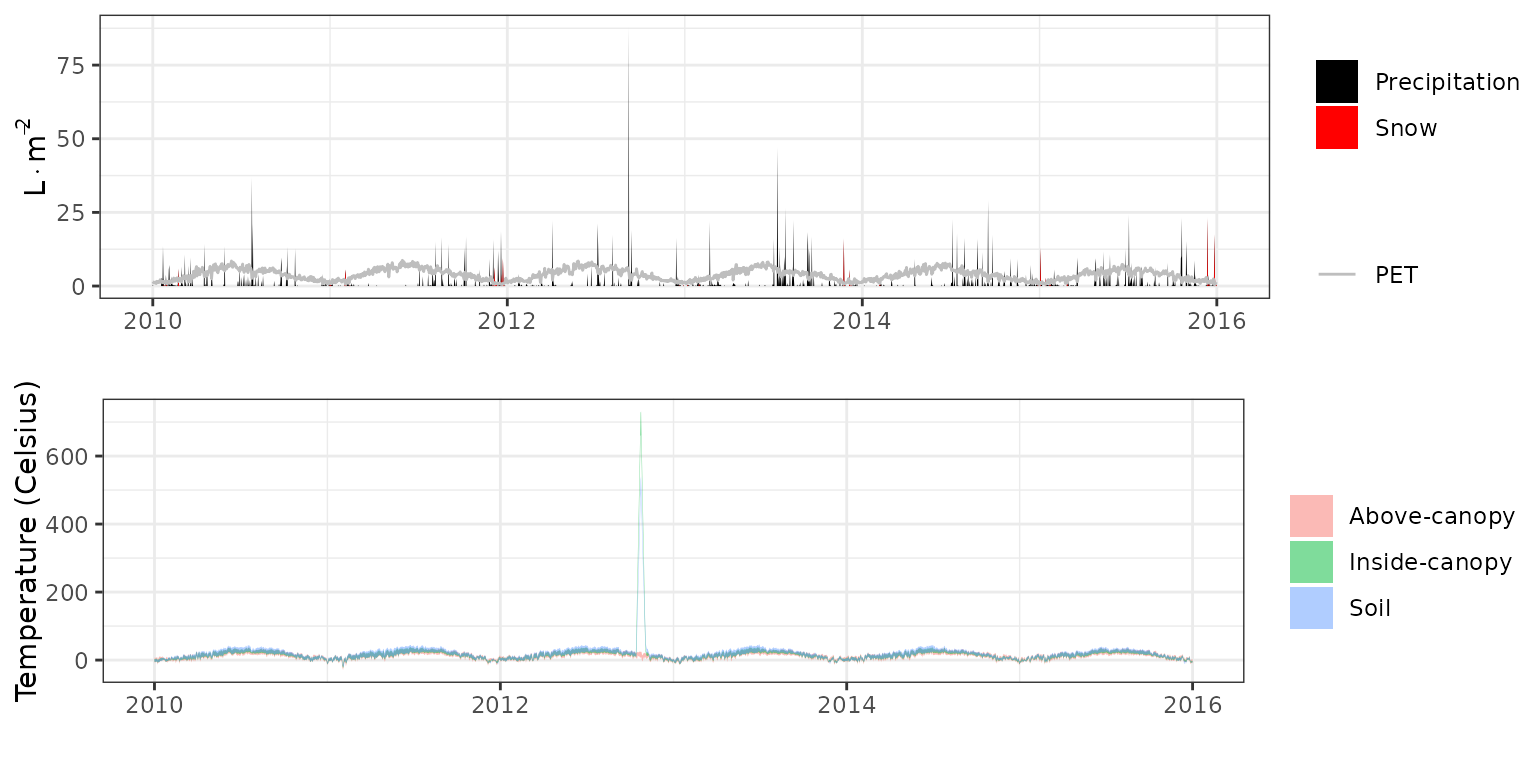 75
50
25
0
L · m⁻²
2010
2012
2014
2016
Precipitation
Snow
PET
600
400
200
0
Temperature (Celsius)
2010
2012
2014
2016
Above-canopy
Inside-canopy
Soil